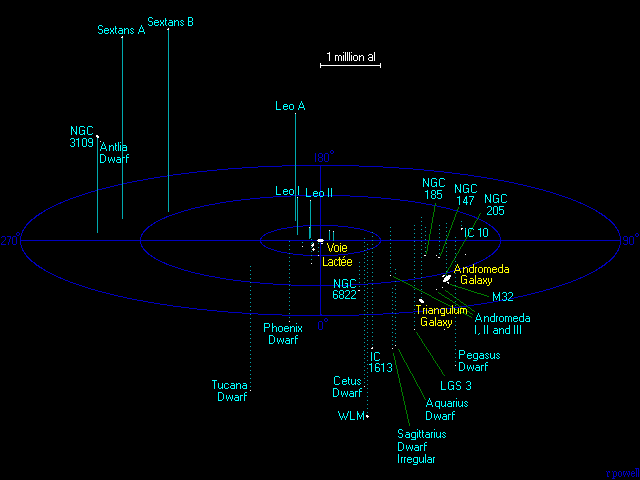 Sextans B
Sextans A
1 milllion al
Leo A
NGC
3109
Antlia
Dwarf
180°
NGC
185
NGC
147
NGC
205
Leo I
Leo II
IC 10
270°
90°
Voie
Lactée
Andromeda
Galaxy
NGC
6822
M32
Triangulum
Galaxy
Andromeda
I, II and III
0°
Phoenix
Dwarf
IC
1613
Pegasus
Dwarf
Tucana
Dwarf
Cetus
Dwarf
LGS 3
WLM
Aquarius
Dwarf
Sagittarius
Dwarf
Irregular
rpowell